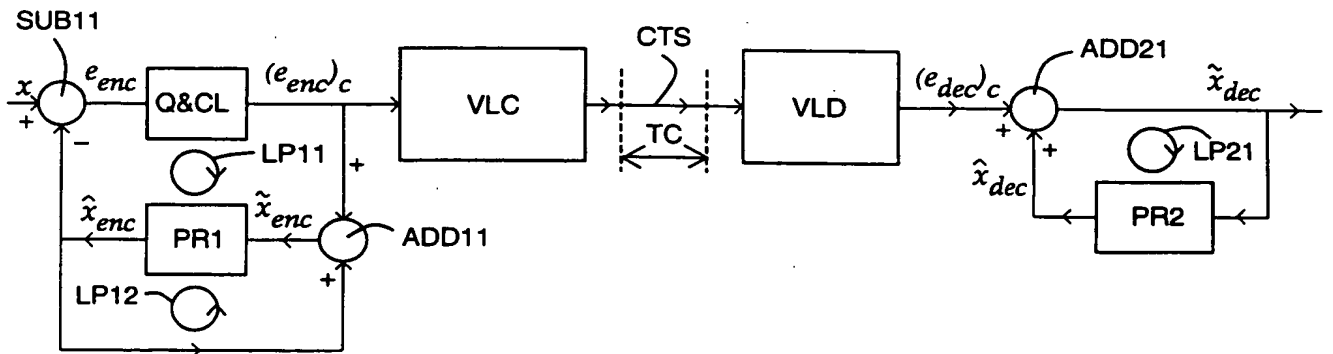 SUB11
CTS
ADD21
x
e_enc
Q&CL
(e_enc)_c
VLC
VLD
(e_dec)_c
x̃_dec
+
−
LP11
+
TC
+
+
LP21
x̂_enc
PR1
x̃_enc
ADD11
x̂_dec
PR2
LP12
+